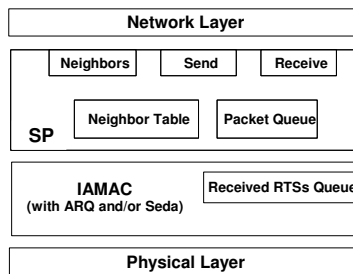 Network Layer
Neighbors Send Receive
Neighbor Table Packet Queue
SP
IAMAC Received RTSs Queue
(with ARQ and/or Seda)
Physical Layer